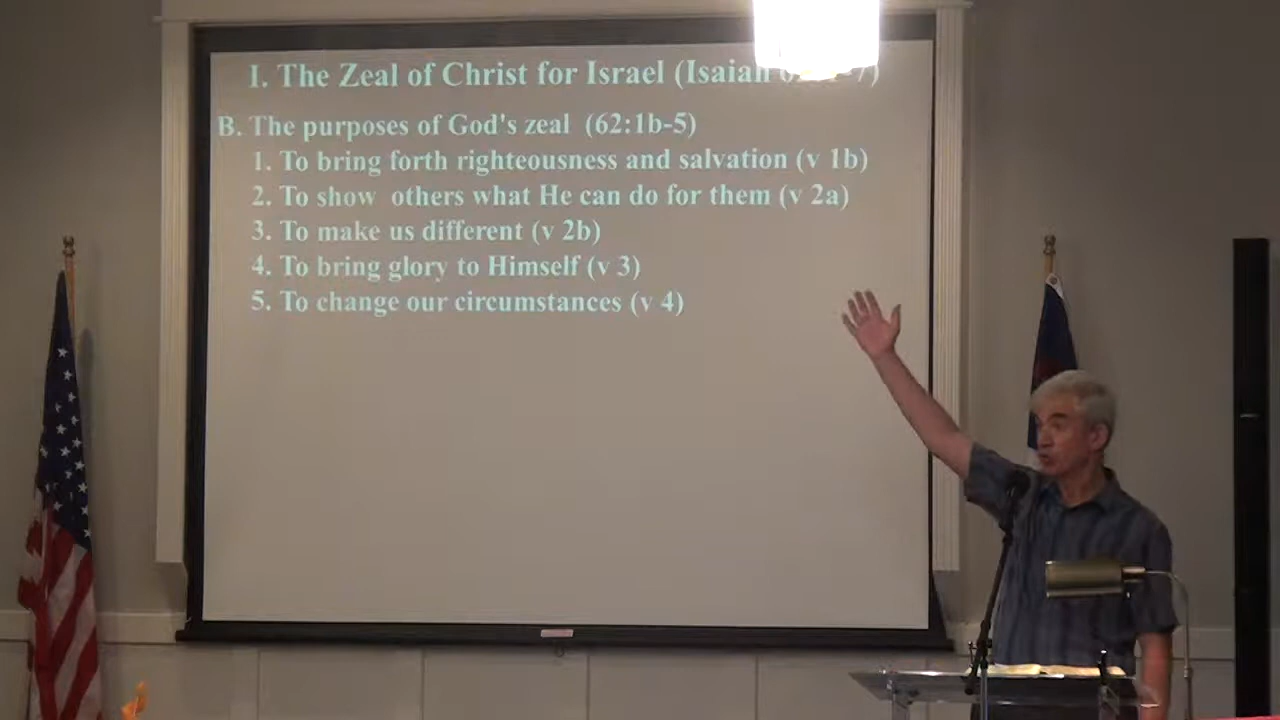 I. The Zeal of Christ for Israel (Isaiah
B. The purposes of God's zeal (62:1b-5)
1. To bring forth righteousness and salvation (v 1b)
2. To show others what He can do for them (v 2a)
3. To make us different (v 2b)
4. To bring glory to Himself (v 3)
5. To change our circumstances (v 4)